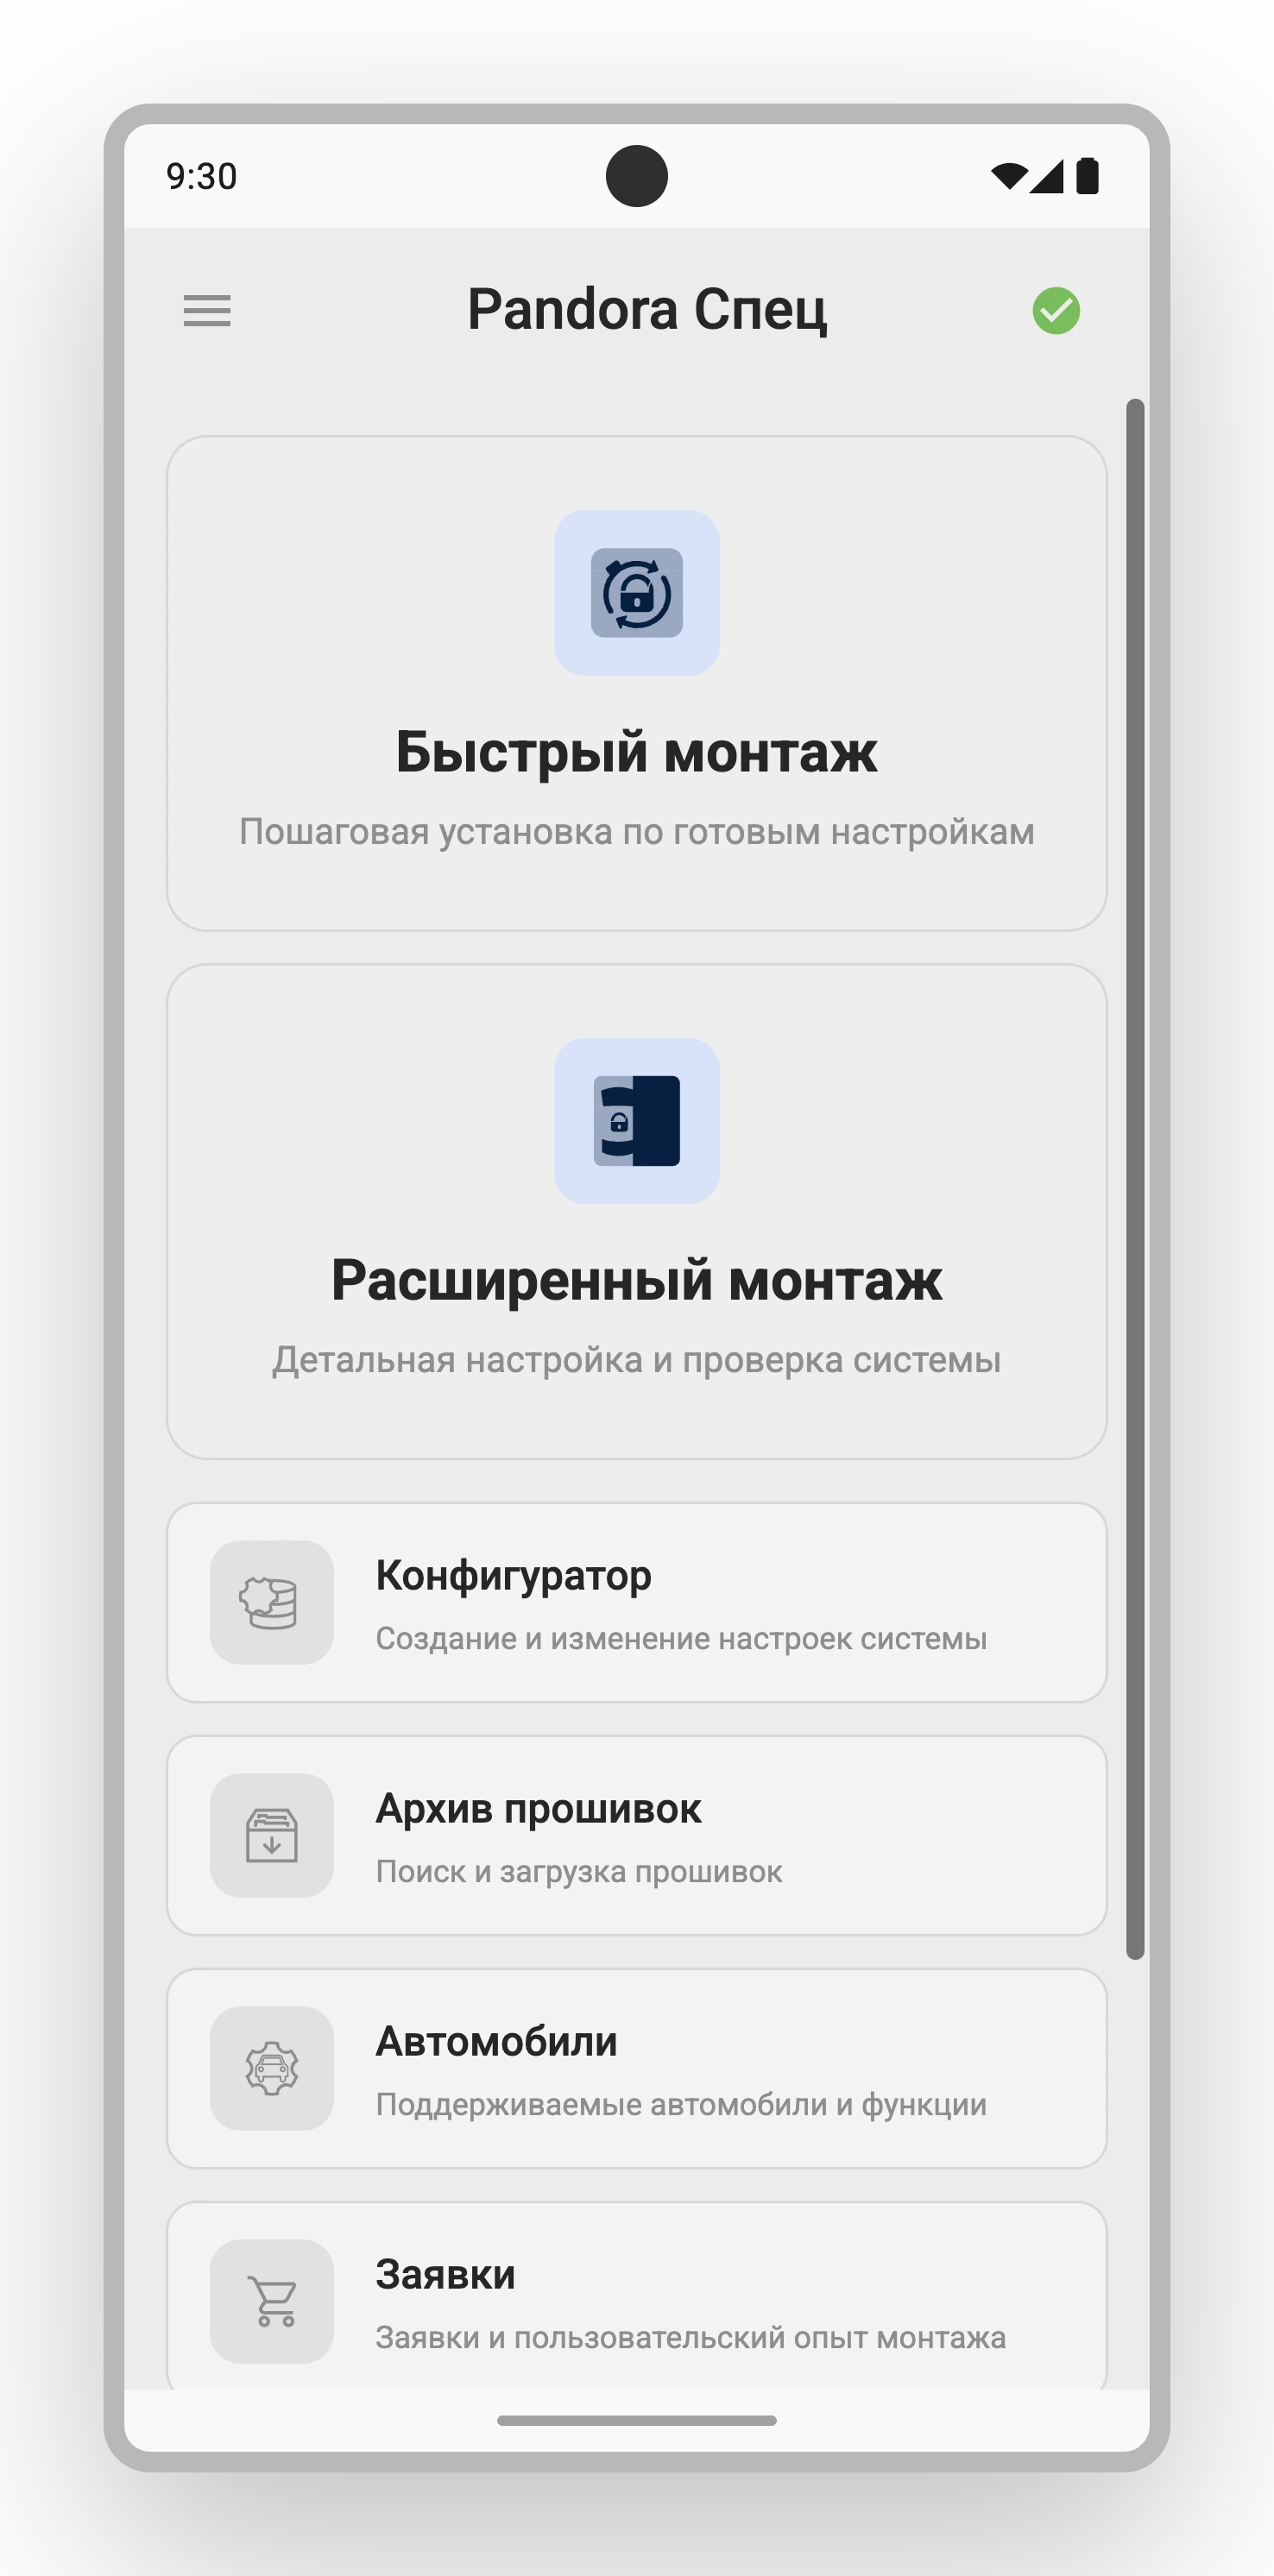 9:30
Pandora Спец
Быстрый монтаж
Пошаговая установка по готовым настройкам
Расширенный монтаж
Детальная настройка и проверка системы
Конфигуратор
Создание и изменение настроек системы
Архив прошивок
Поиск и загрузка прошивок
Автомобили
Поддерживаемые автомобили и функции
Заявки
Заявки и пользовательский опыт монтажа